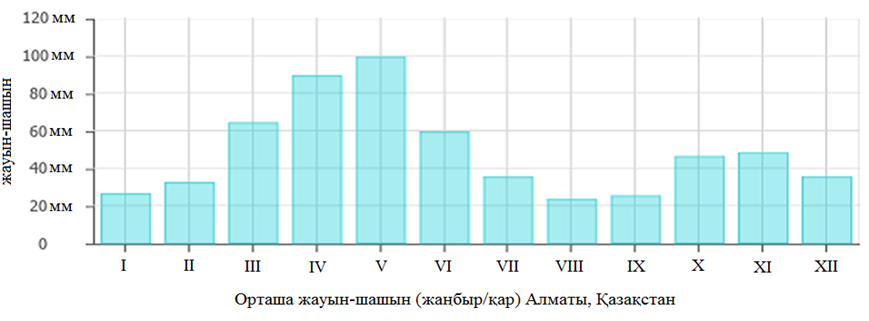 120 мм
100 мм
80 мм
60 мм
40 мм
20 мм
0
жауын-шашын
I II III IV V VI VII VIII IX X XI XII
Орташа жауын-шашын (жаңбыр/қар) Алматы, Қазақстан